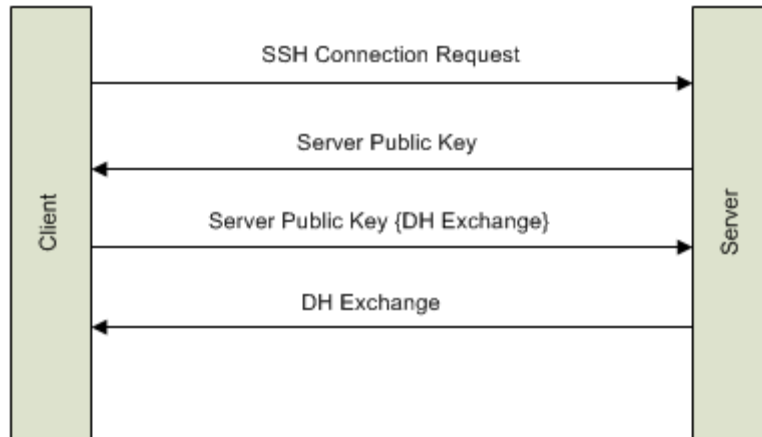 SSH Connection Request
Server Public Key
Server Public Key {DH Exchange}
DH Exchange
Client
Server